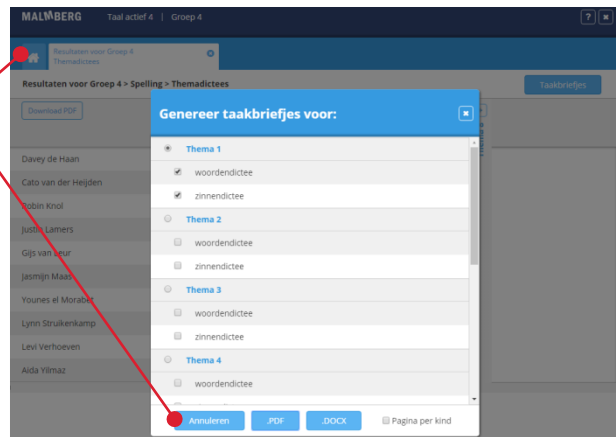 MALMBERG Taal actief 4 | Groep 4
?
Resultaten voor Groep 4
Themadictees
Resultaten voor Groep 4 > Spelling > Themadictees
Taakbriefjes
Download PDF
Genereer taakbriefjes voor:
Thema 1
woordendictee
zinnendictee
Thema 2
woordendictee
zinnendictee
Thema 3
woordendictee
zinnendictee
Thema 4
woordendictee
Davey de Haan
Cato van der Heijden
Robin Knol
Justin Lamers
Gijs van Leur
Jasmijn Maas
Younes el Morabet
Lynn Struikenkamp
Levi Verhoeven
Aida Yilmaz
Annuleren
.PDF
.DOCX
Pagina per kind